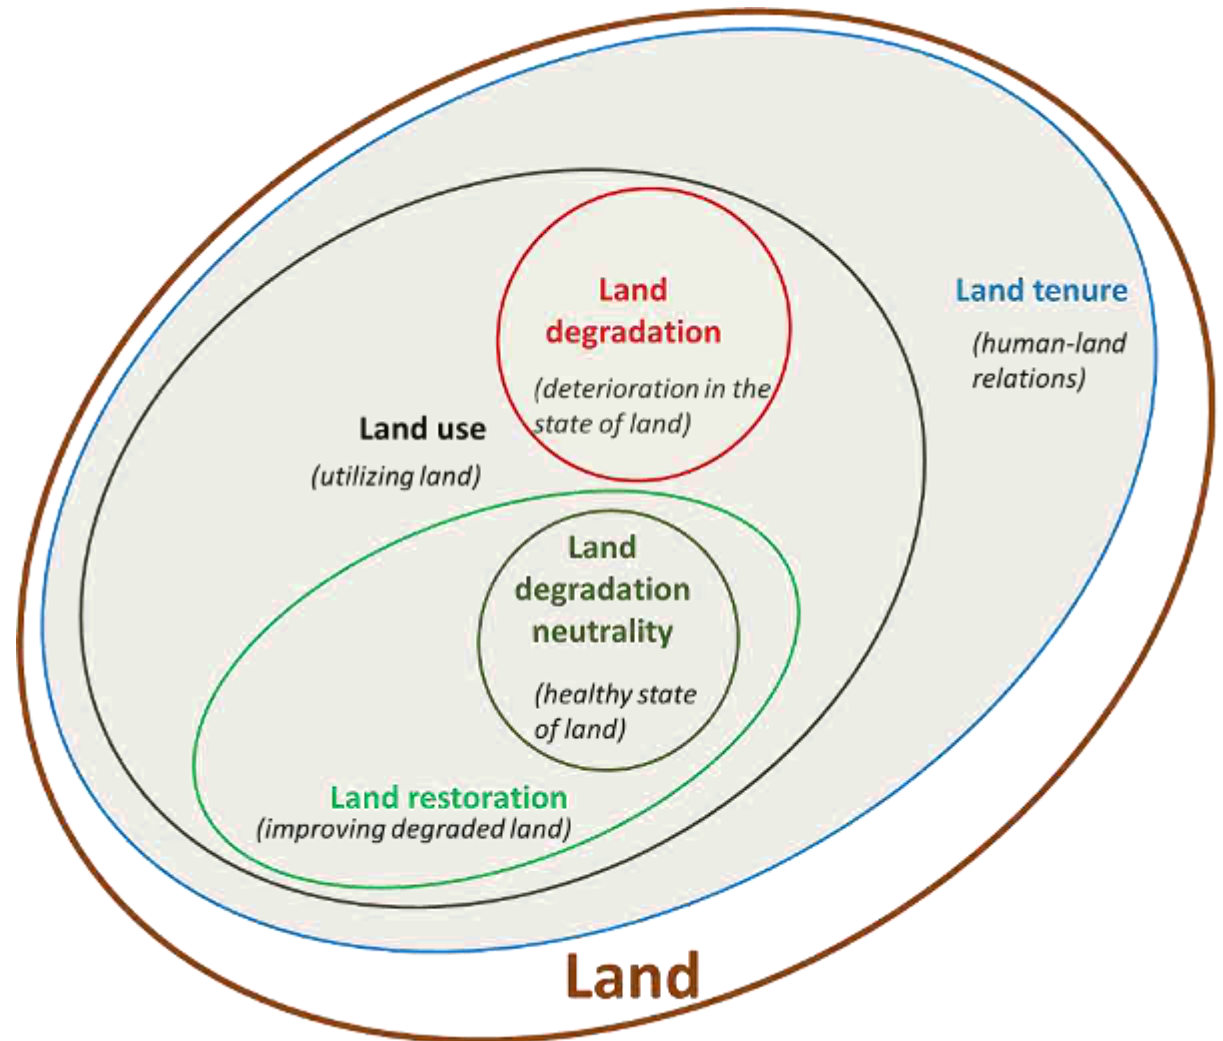 Land
degradation
(deterioration in the
state of land)
Land tenure
(human-land
relations)
Land use
(utilizing land)
Land
degradation
neutrality
(healthy state
of land)
Land restoration
(improving degraded land)
Land